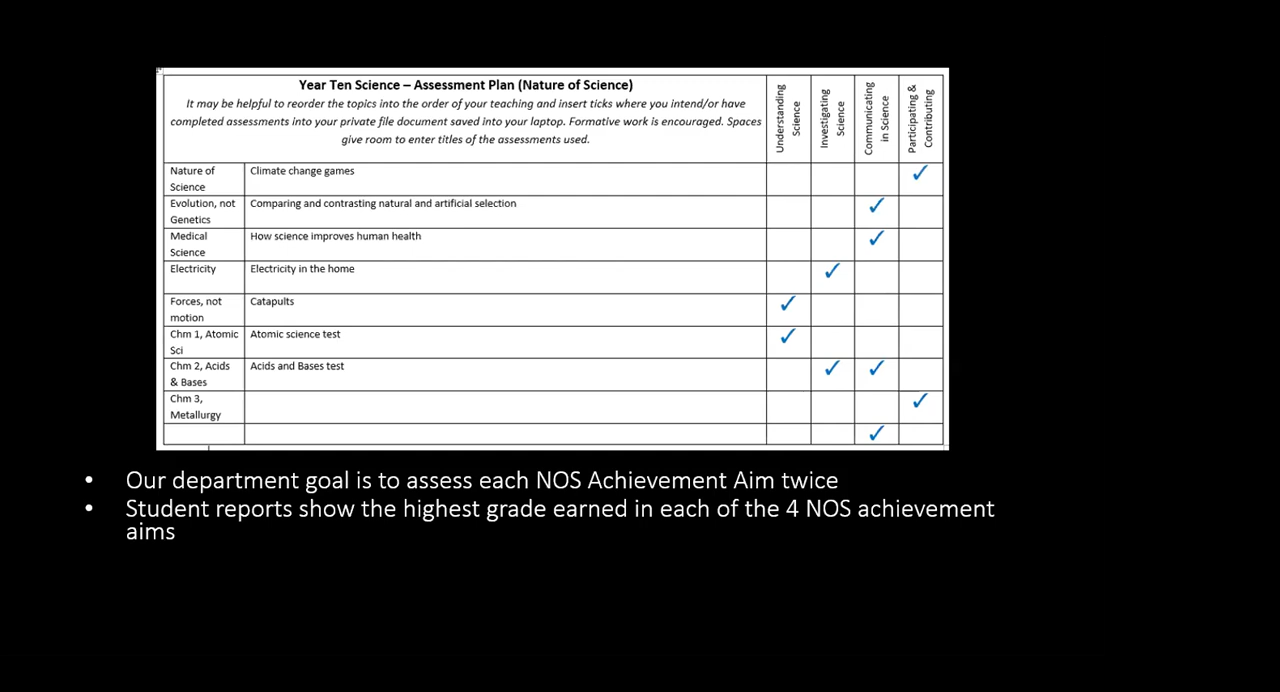 Year Ten Science – Assessment Plan (Nature of Science)
It may be helpful to reorder the topics into the order of your teaching and insert ticks where you intend/or have
completed assessments into your private file document saved into your laptop. Formative work is encouraged. Spaces
give room to enter titles of the assessments used.
Understanding
Science
Investigating
Science
Communicating
in Science
Participating &
Contributing
Nature of
Science
Climate change games
✓
Evolution, not
Genetics
Comparing and contrasting natural and artificial selection
✓
Medical
Science
How science improves human health
✓
Electricity
Electricity in the home
✓
Forces, not
motion
Catapults
✓
Chm 1, Atomic
Sci
Atomic science test
✓
Chm 2, Acids
& Bases
Acids and Bases test
✓ ✓
Chm 3,
Metallurgy
✓
✓
• Our department goal is to assess each NOS Achievement Aim twice
• Student reports show the highest grade earned in each of the 4 NOS achievement
aims